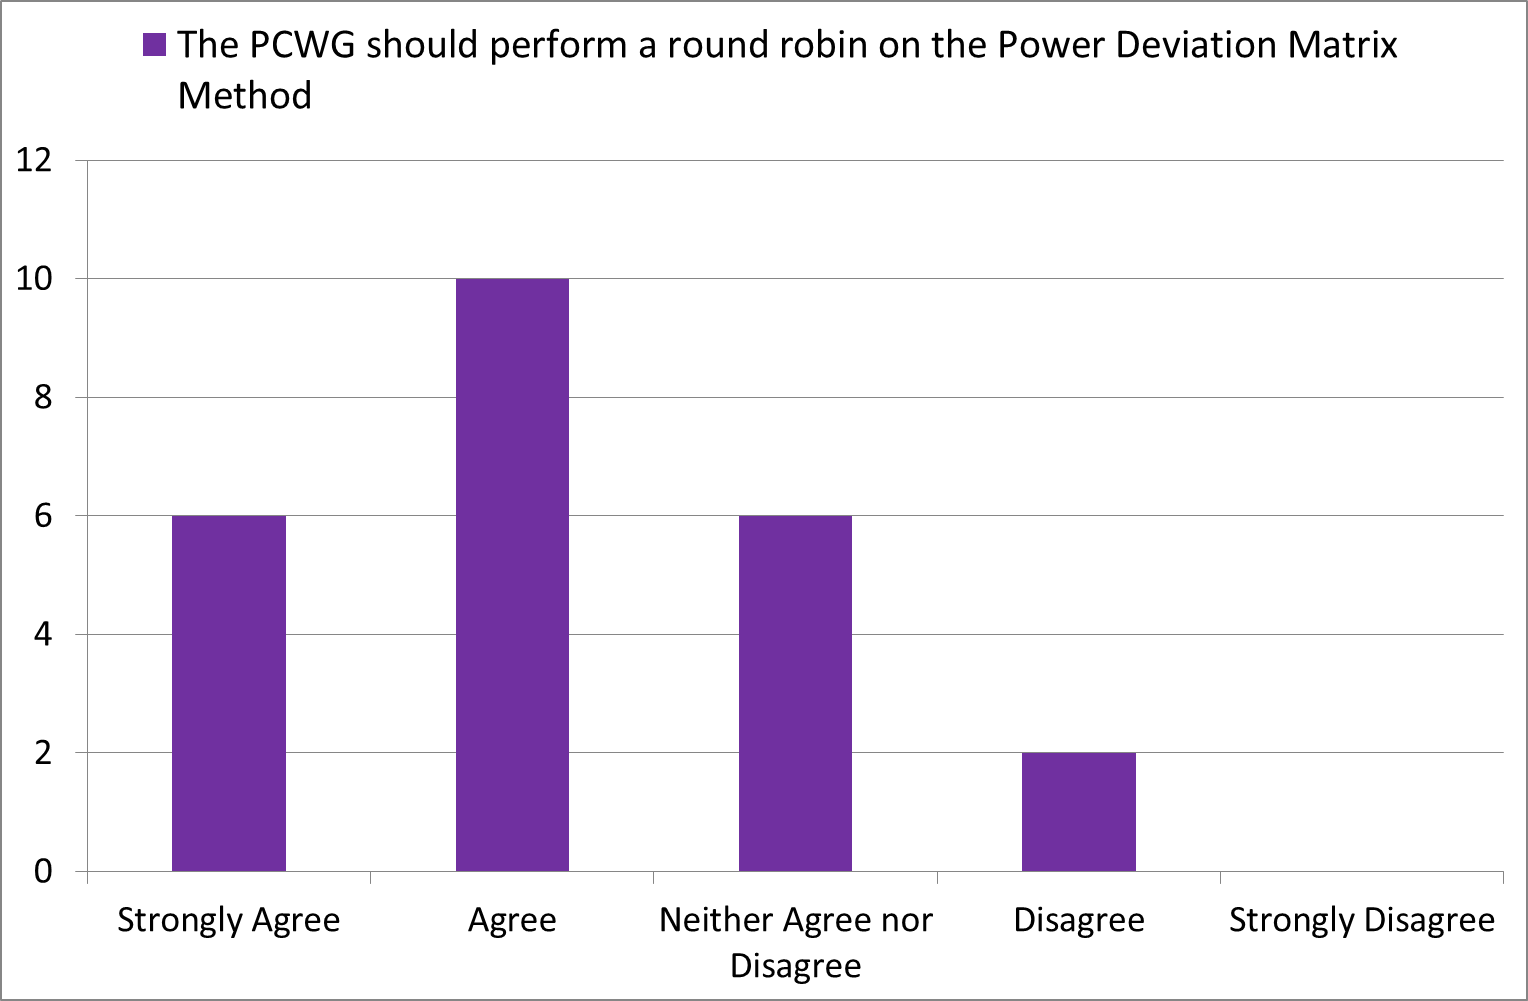 The PCWG should perform a round robin on the Power Deviation Matrix
Method
12
10
8
6
4
2
0
Strongly Agree
Agree
Neither Agree nor
Disagree
Disagree
Strongly Disagree